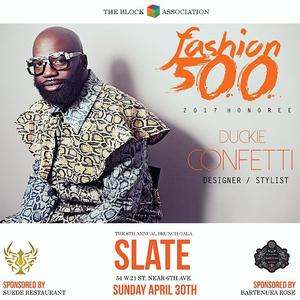 THE BLOCK ASSOCIATION
fashion
500.
2017 HONOREE
DUCKIE
CONFETTI
DESIGNER / STYLIST
THE 8TH ANNUAL BRUNCH GALA
SLATE
54 W.21 ST. NEAR 6TH AVE.
SUNDAY APRIL 30TH
SPONSORED BY
SUEDE RESTAURANT
SPONSORED BY
BARTENURA ROSE